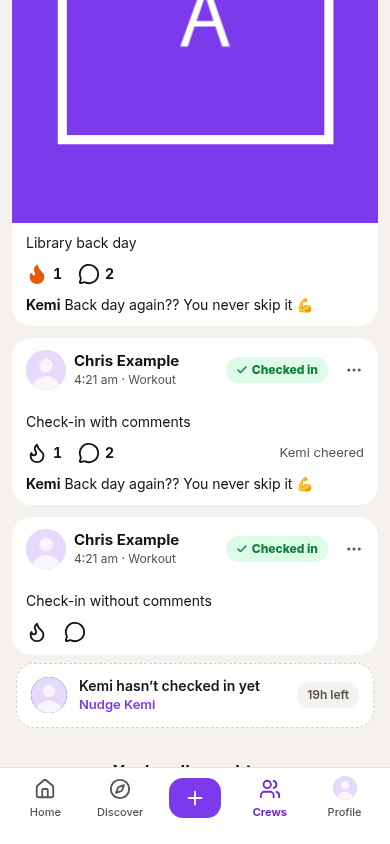 A
Library back day
1 2
Kemi Back day again?? You never skip it 💪
Chris Example
4:21 am · Workout
Checked in
Check-in with comments
1 2
Kemi cheered
Kemi Back day again?? You never skip it 💪
Chris Example
4:21 am · Workout
Checked in
Check-in without comments
Kemi hasn’t checked in yet
Nudge Kemi
19h left
Home
Discover
Crews
Profile